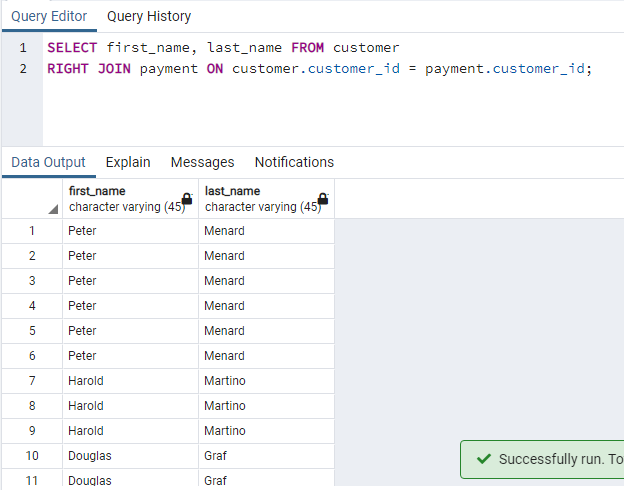 Query Editor Query History
1 SELECT first_name, last_name FROM customer
2 RIGHT JOIN payment ON customer.customer_id = payment.customer_id;
Data Output Explain Messages Notifications
first_name last_name
character varying (45) character varying (45)
1 Peter Menard
2 Peter Menard
3 Peter Menard
4 Peter Menard
5 Peter Menard
6 Peter Menard
7 Harold Martino
8 Harold Martino
9 Harold Martino
10 Douglas Graf
11 Douglas Graf
Successfully run. To